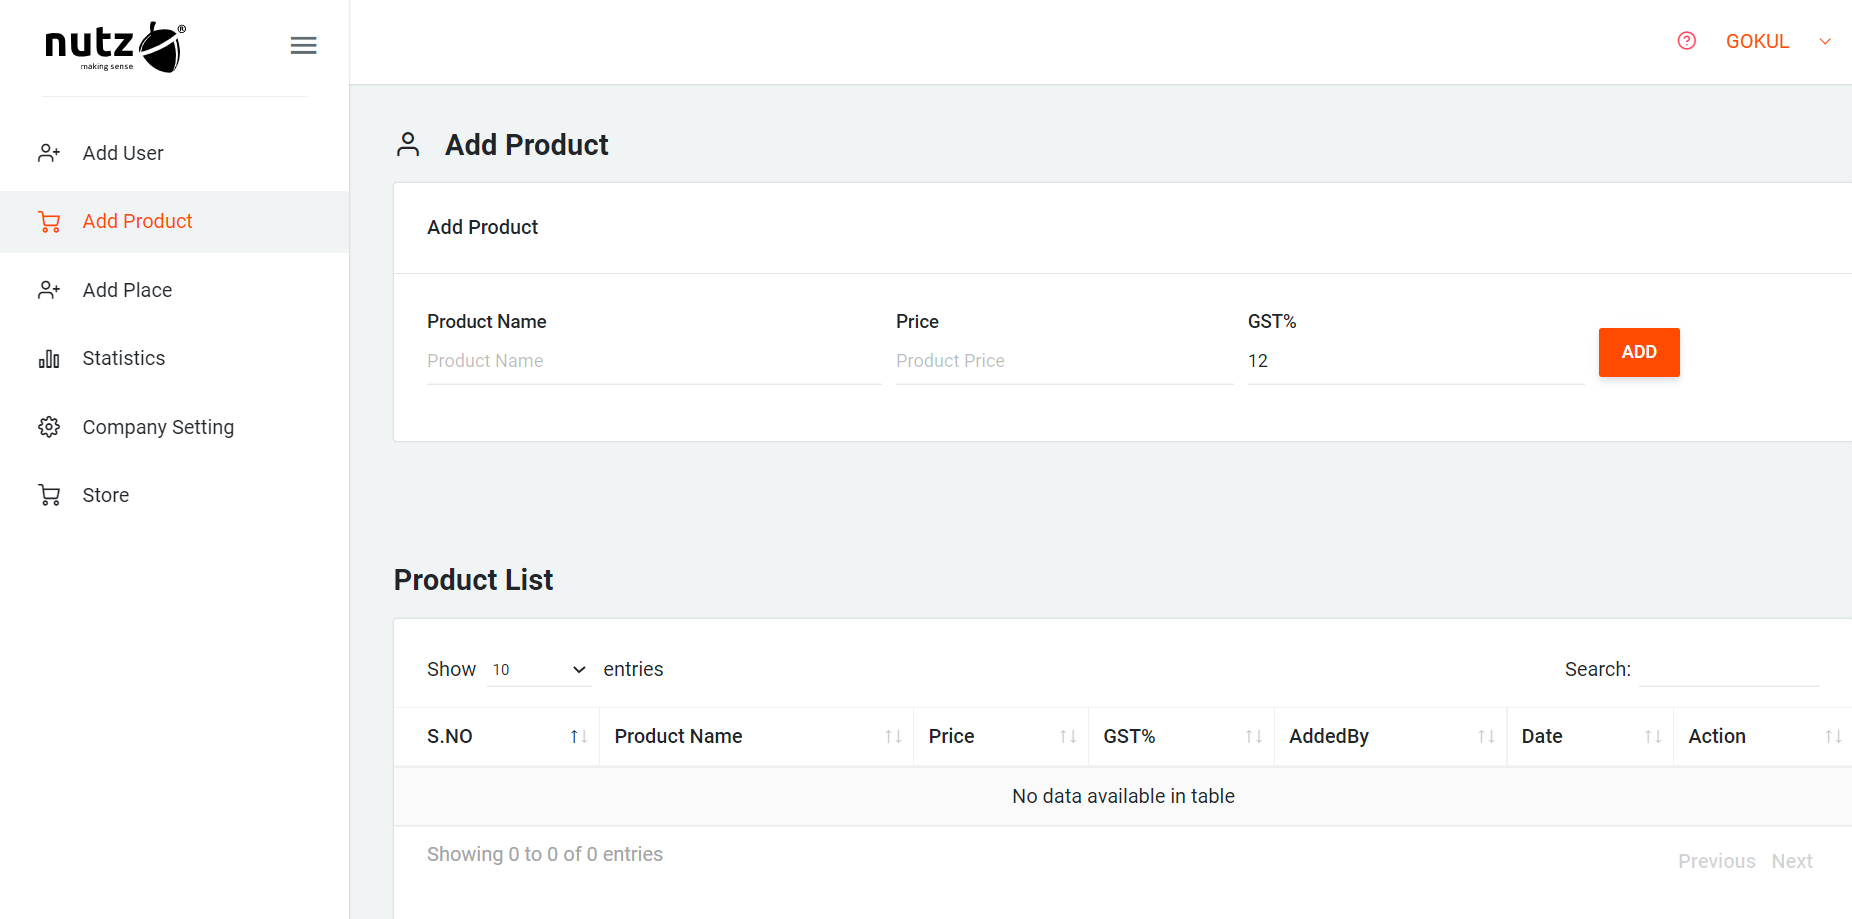 nutz®
making sense
GOKUL
Add User
Add Product
Add Place
Statistics
Company Setting
Store
Add Product
Add Product
Product Name Price GST%
Product Name Product Price 12 ADD
Product List
Show 10 entries Search:
S.NO Product Name Price GST% AddedBy Date Action
No data available in table
Showing 0 to 0 of 0 entries
Previous Next